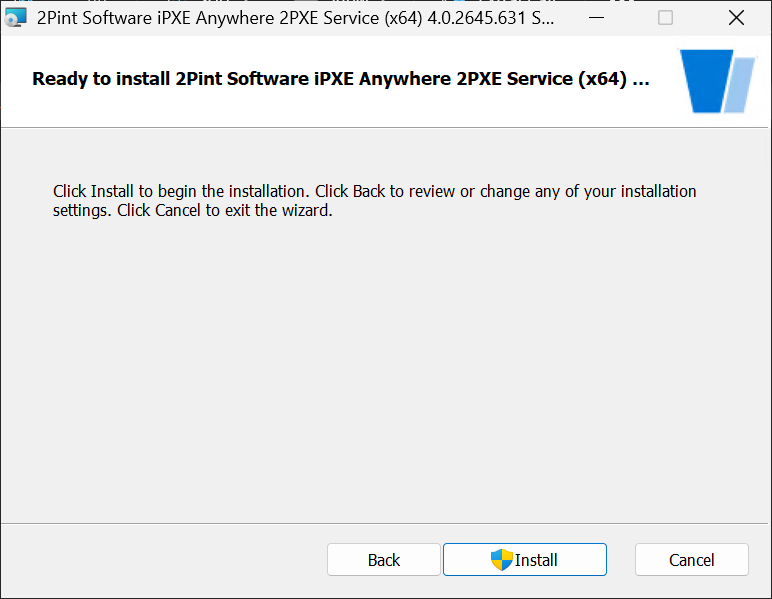 2Pint Software iPXE Anywhere 2PXE Service (x64) 4.0.2645.631 S...
Ready to install 2Pint Software iPXE Anywhere 2PXE Service (x64) ...
Click Install to begin the installation. Click Back to review or change any of your installation
settings. Click Cancel to exit the wizard.
Back
Install
Cancel